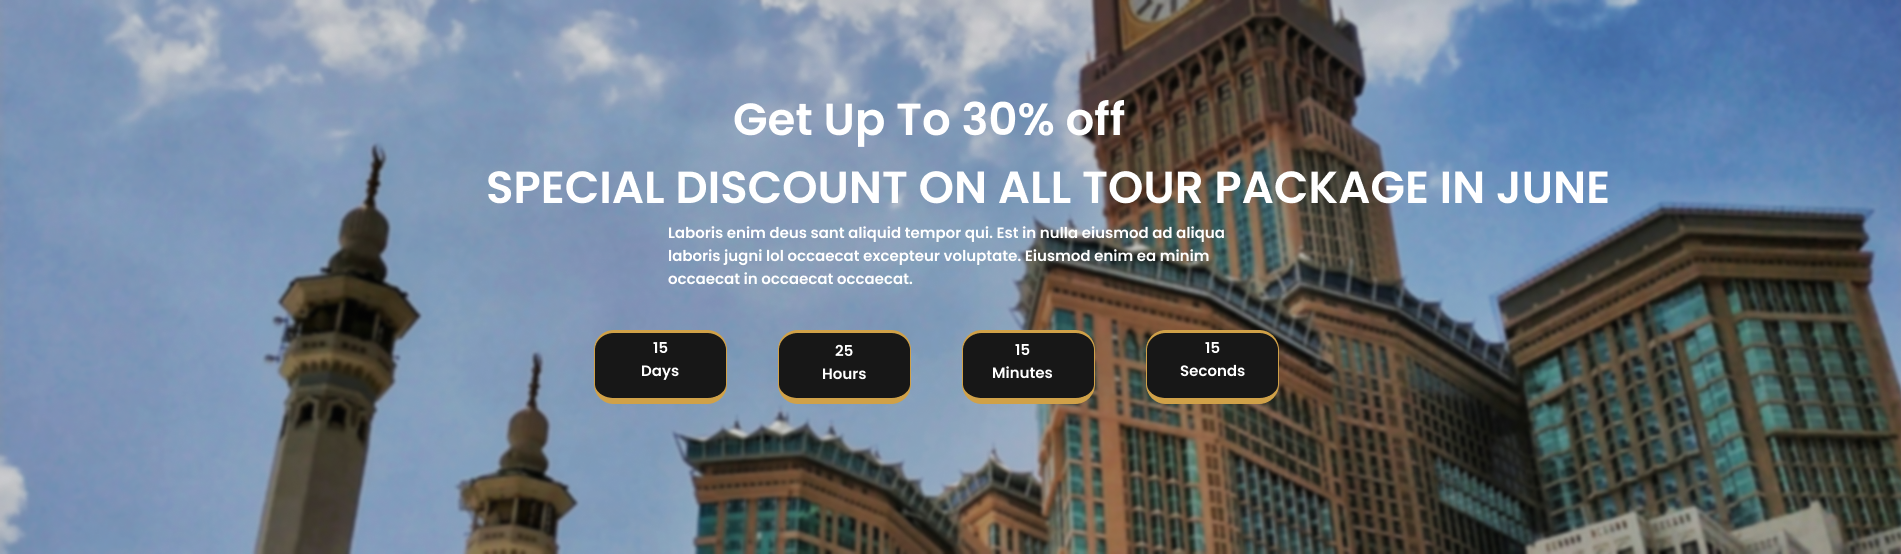 Get Up To 30% off
SPECIAL DISCOUNT ON ALL TOUR PACKAGE IN JUNE
Laboris enim deus sant aliquid tempor qui. Est in nulla eiusmod ad aliqua
laboris jugni lol occaecat excepteur voluptate. Eiusmod enim ea minim
occaecat in occaecat occaecat.
15
Days
25
Hours
15
Minutes
15
Seconds